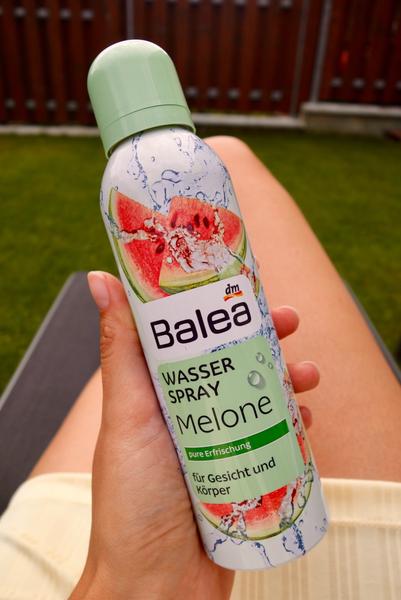 dm
Balea
WASSER
SPRAY
Melone
pure Erfrischung
für Gesicht und
Körper